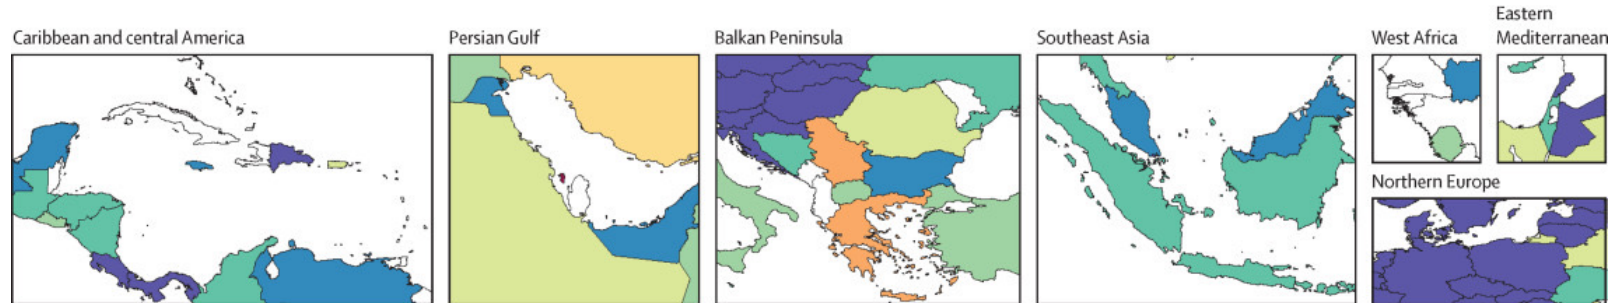 Caribbean and central America
Persian Gulf
Balkan Peninsula
Southeast Asia
West Africa
Eastern
Mediterranean
Northern Europe